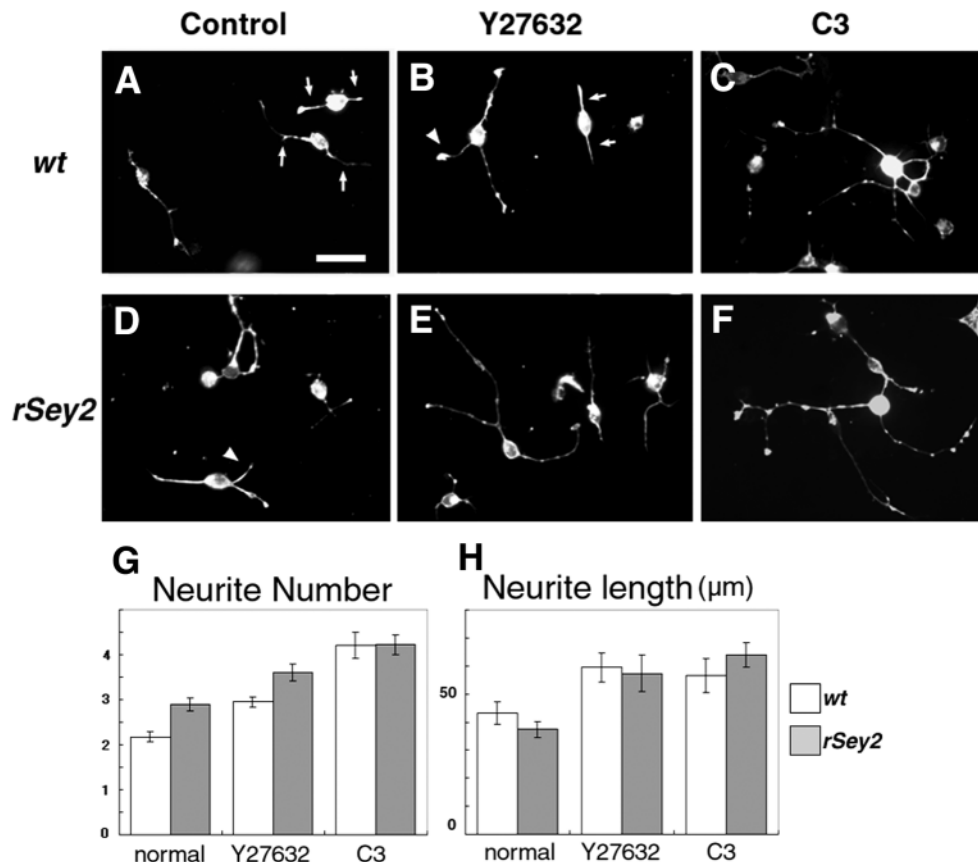 Control Y27632 C3
A B C
wt
D E F
rSey2
G H
Neurite Number Neurite length (μm)
4
3
2
1
0
normal Y27632 C3
50
0
normal Y27632 C3
wt
rSey2